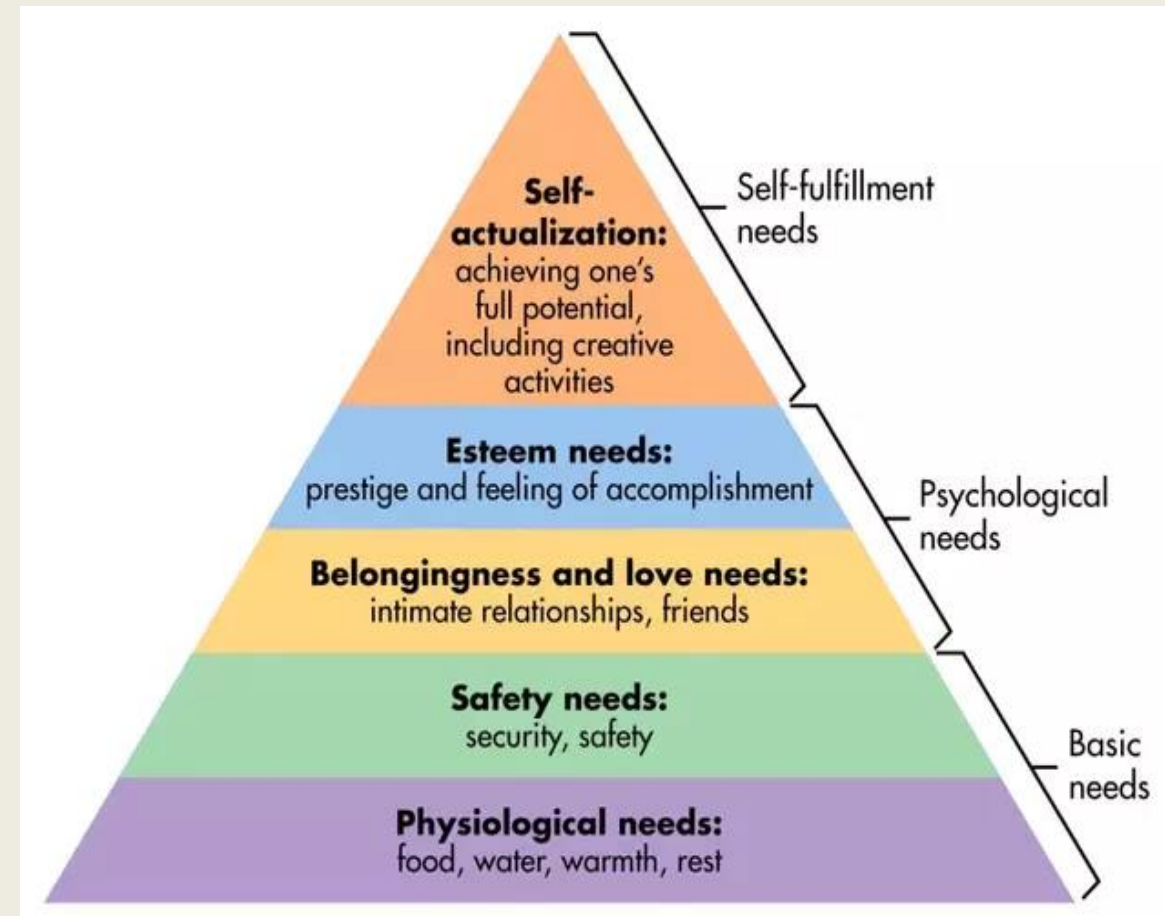 Self-
actualization:
achieving one's
full potential,
including creative
activities
Self-fulfillment
needs
Esteem needs:
prestige and feeling of accomplishment
Psychological
needs
Belongingness and love needs:
intimate relationships, friends
Safety needs:
security, safety
Basic
needs
Physiological needs:
food, water, warmth, rest